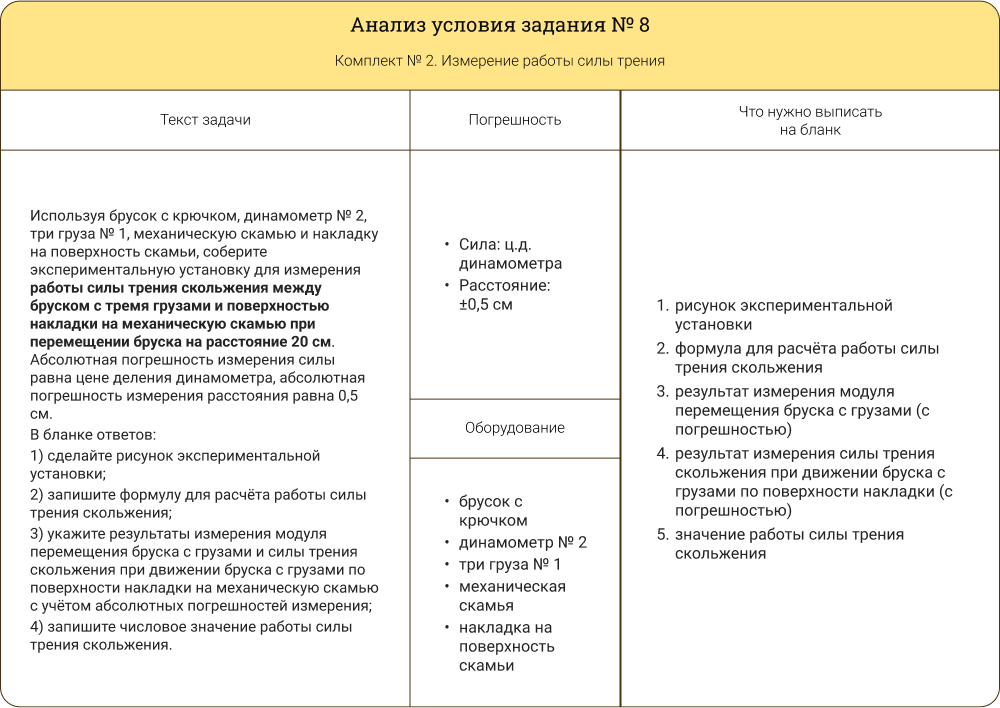 Анализ условия задания № 8
Комплект № 2. Измерение работы силы трения
Текст задачи
Погрешность
Что нужно выписать
на бланк
Используя брусок с крючком, динамометр № 2,
три груза № 1, механическую скамью и накладку
на поверхность скамьи, соберите
экспериментальную установку для измерения
работы силы трения скольжения между
бруском с тремя грузами и поверхностью
накладки на механическую скамью при
перемещении бруска на расстояние 20 см.
Абсолютная погрешность измерения силы
равна цене деления динамометра, абсолютная
погрешность измерения расстояния равна 0,5
см.
В бланке ответов:
1) сделайте рисунок экспериментальной
установки;
2) запишите формулу для расчёта работы силы
трения скольжения;
3) укажите результаты измерения модуля
перемещения бруска с грузами и силы трения
скольжения при движении бруска с грузами по
поверхности накладки на механическую скамью
с учётом абсолютных погрешностей измерения;
4) запишите числовое значение работы силы
трения скольжения.
• Сила: ц.д.
динамометра
• Расстояние:
±0,5 см
Оборудование
• брусок с
крючком
• динамометр № 2
• три груза № 1
• механическая
скамья
• накладка на
поверхность
скамьи
1. рисунок экспериментальной
установки
2. формула для расчёта работы силы
трения скольжения
3. результат измерения модуля
перемещения бруска с грузами (с
погрешностью)
4. результат измерения силы трения
скольжения при движении бруска с
грузами по поверхности накладки (с
погрешностью)
5. значение работы силы трения
скольжения